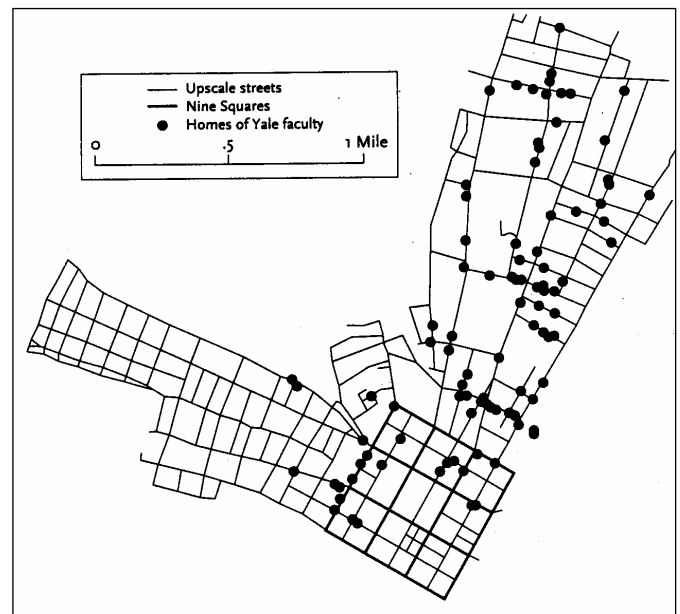 Upscale streets
Nine Squares
Homes of Yale faculty
0 .5 1 Mile